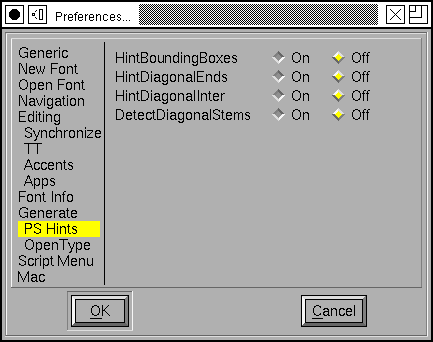 Preferences...
Generic
New Font
Open Font
Navigation
Editing
Synchronize
TT
Accents
Apps
Font Info
Generate
PS Hints
OpenType
Script Menu
Mac
HintBoundingBoxes On Off
HintDiagonalEnds On Off
HintDiagonalInter On Off
DetectDiagonalStems On Off
OK Cancel